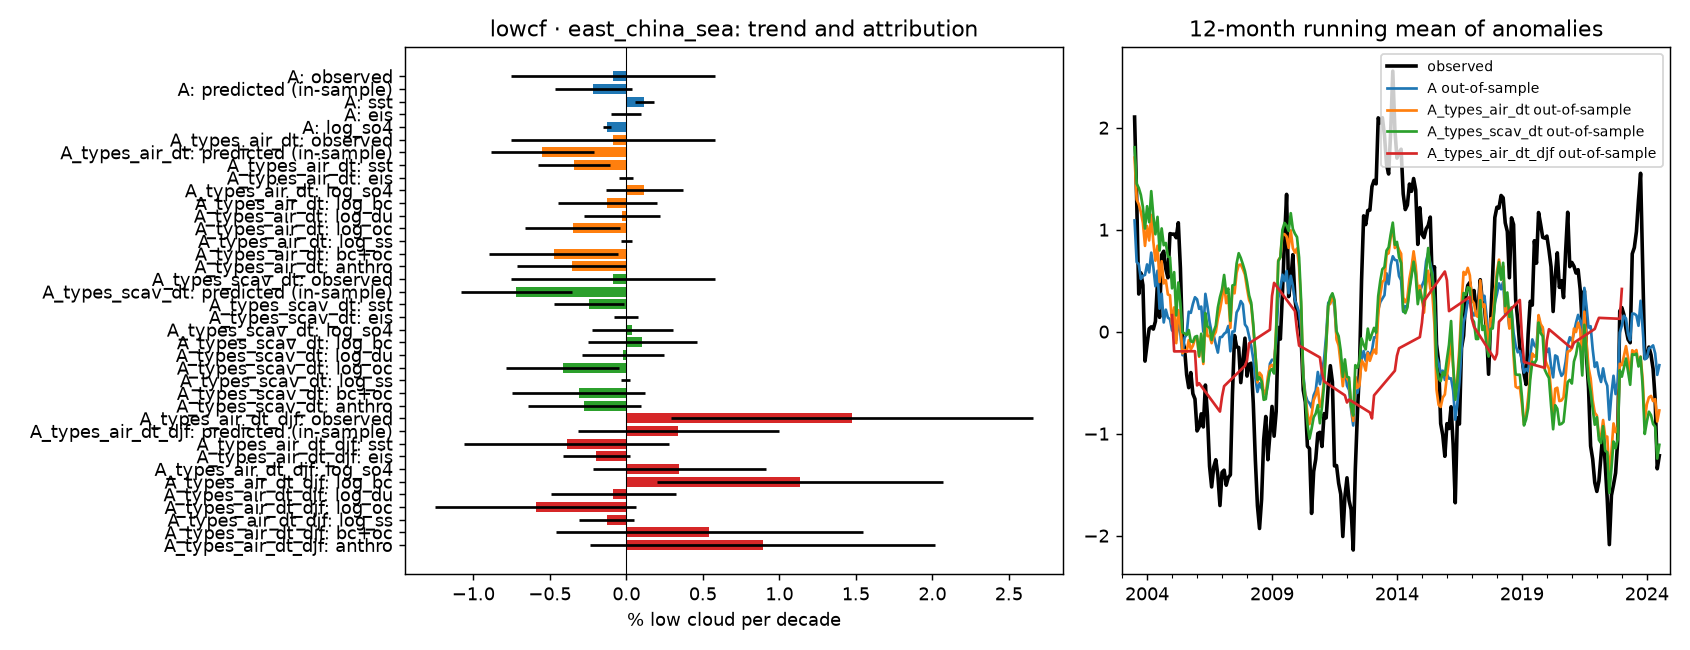 lowcf · east_china_sea: trend and attribution
A: observed
A: predicted (in-sample)
A: sst
A: eis
A: log_so4
A_types_air_dt: observed
A_types_air_dt: predicted (in-sample)
A_types_air_dt: sst
A_types_air_dt: eis
A_types_air_dt: log_so4
A_types_air_dt: log_bc
A_types_air_dt: log_du
A_types_air_dt: log_oc
A_types_air_dt: log_ss
A_types_air_dt: bc+oc
A_types_air_dt: anthro
A_types_scav_dt: observed
A_types_scav_dt: predicted (in-sample)
A_types_scav_dt: sst
A_types_scav_dt: eis
A_types_scav_dt: log_so4
A_types_scav_dt: log_bc
A_types_scav_dt: log_du
A_types_scav_dt: log_oc
A_types_scav_dt: log_ss
A_types_scav_dt: bc+oc
A_types_scav_dt: anthro
A_types_air_dt_djf: observed
A_types_air_dt_djf: predicted (in-sample)
A_types_air_dt_djf: sst
A_types_air_dt_djf: eis
A_types_air_dt_djf: log_so4
A_types_air_dt_djf: log_bc
A_types_air_dt_djf: log_du
A_types_air_dt_djf: log_oc
A_types_air_dt_djf: log_ss
A_types_air_dt_djf: bc+oc
A_types_air_dt_djf: anthro
−1.0 −0.5 0.0 0.5 1.0 1.5 2.0 2.5
% low cloud per decade
12-month running mean of anomalies
observed
A out-of-sample
A_types_air_dt out-of-sample
A_types_scav_dt out-of-sample
A_types_air_dt_djf out-of-sample
2
1
0
−1
−2
2004 2009 2014 2019 2024